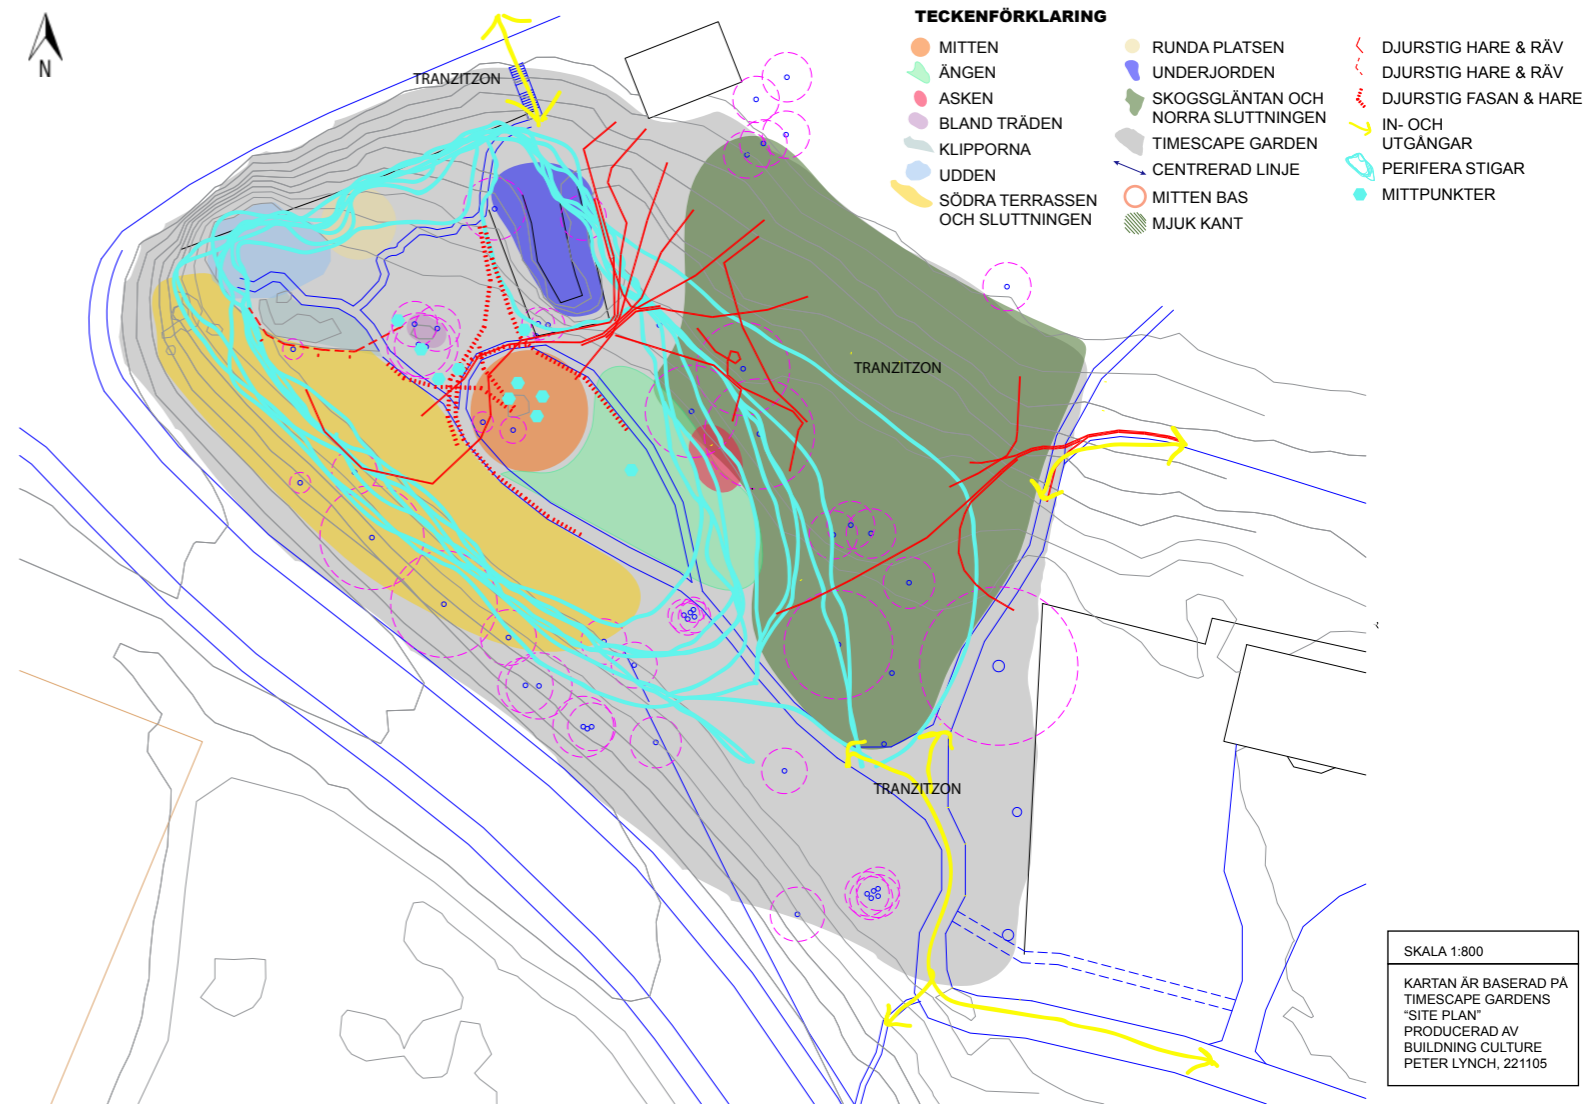 N
TECKENFÖRKLARING
MITTEN
ÄNGEN
ASKEN
BLAND TRÄDEN
KLIPPORNA
UDDEN
SÖDRA TERRASSEN
OCH SLUTTNINGEN
RUNDA PLATSEN
UNDERJORDEN
SKOGSGLÄNTAN OCH
NORRA SLUTTNINGEN
TIMESCAPE GARDEN
CENTRERAD LINJE
MITTEN BAS
MJUK KANT
DJURSTIG HARE & RÄV
DJURSTIG HARE & RÄV
DJURSTIG FASAN & HARE
IN- OCH
UTGÅNGAR
PERIFERA STIGAR
MITTPUNKTER
TRANZITZON
TRANZITZON
TRANZITZON
SKALA 1:800
KARTAN ÄR BASERAD PÅ
TIMESCAPE GARDENS
“SITE PLAN”
PRODUCERAD AV
BUILDNING CULTURE
PETER LYNCH, 221105